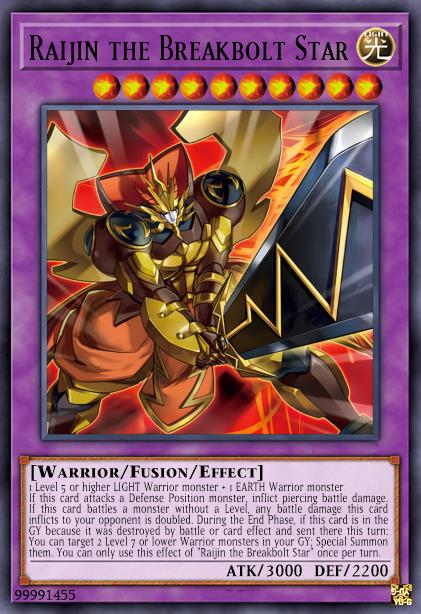 Raijin the Breakbolt Star
LIGHT
光
[Warrior/Fusion/Effect]
1 Level 5 or higher LIGHT Warrior monster + 1 EARTH Warrior monster
If this card attacks a Defense Position monster, inflict piercing battle damage.
If this card battles a monster without a Level, any battle damage this card
inflicts to your opponent is doubled. During the End Phase, if this card is in the
GY because it was destroyed by battle or card effect and sent there this turn:
You can target 2 Level 7 or lower Warrior monsters in your GY; Special Summon
them. You can only use this effect of "Raijin the Breakbolt Star" once per turn.
ATK/3000 DEF/2200
99991455